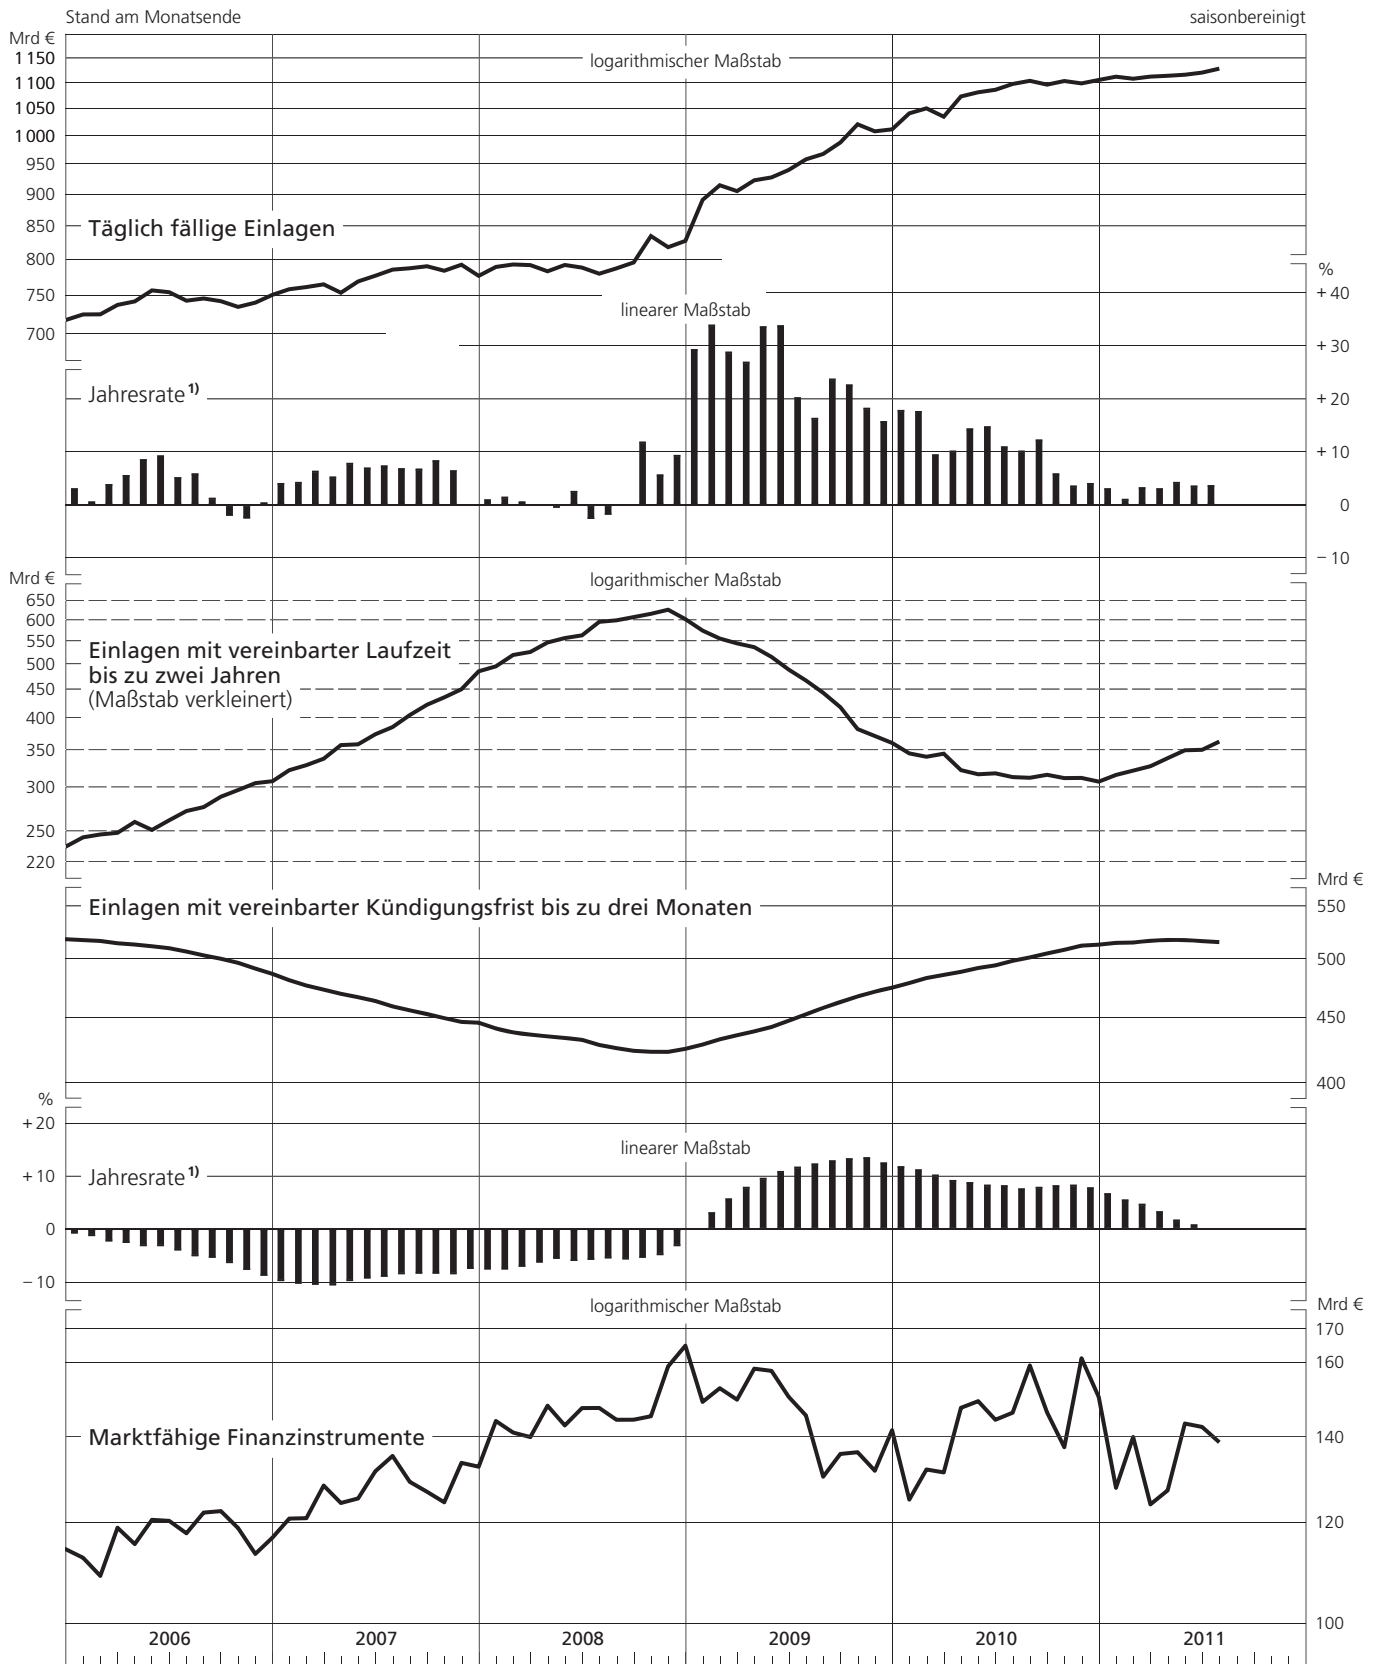 Stand am Monatsende
saisonbereinigt
Mrd €
logarithmischer Maßstab
1 150
1 100
1 050
1 000
950
900
850
800
750
700
Täglich fällige Einlagen
%
+ 40
+ 30
+ 20
+ 10
0
– 10
linearer Maßstab
Jahresrate 1)
Mrd €
logarithmischer Maßstab
650
600
550
500
450
400
350
300
250
220
Einlagen mit vereinbarter Laufzeit
bis zu zwei Jahren
(Maßstab verkleinert)
Mrd €
550
500
450
400
Einlagen mit vereinbarter Kündigungsfrist bis zu drei Monaten
%
+ 20
+ 10
0
– 10
linearer Maßstab
Jahresrate 1)
logarithmischer Maßstab
Mrd €
170
160
140
120
100
Marktfähige Finanzinstrumente
2006 2007 2008 2009 2010 2011